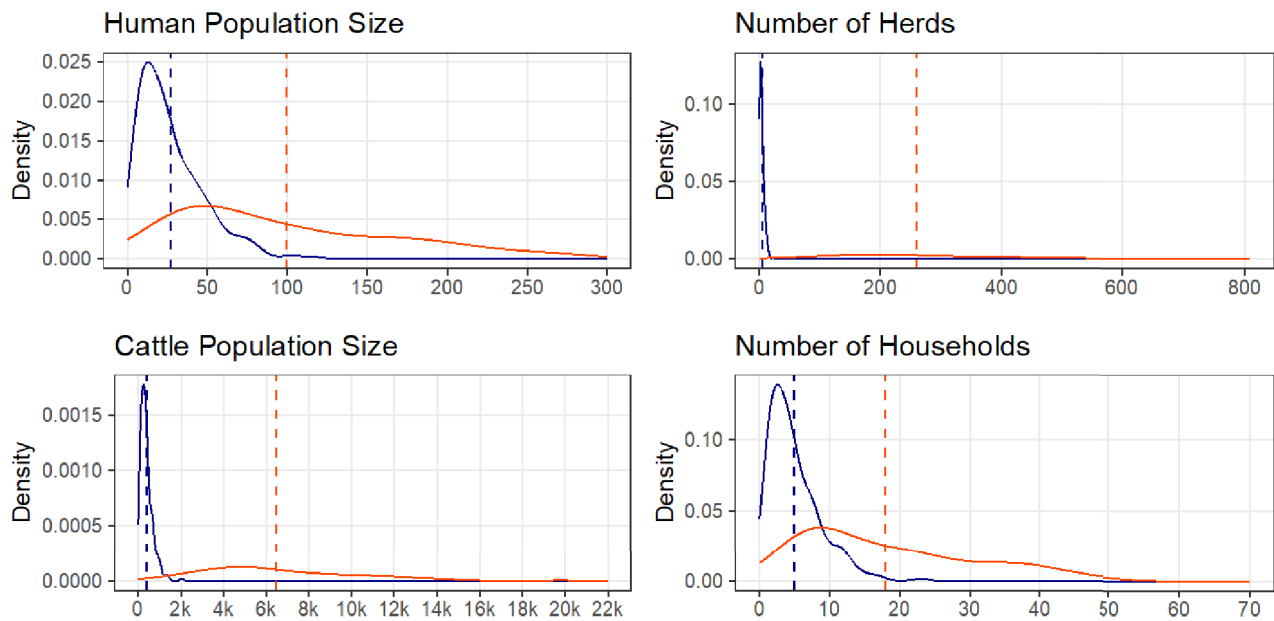 Human Population Size
Density
0.025
0.020
0.015
0.010
0.005
0.000
0 50 100 150 200 250 300
Number of Herds
Density
0.10
0.05
0.00
0 200 400 600 800
Cattle Population Size
Density
0.0015
0.0010
0.0005
0.0000
0 2k 4k 6k 8k 10k 12k 14k 16k 18k 20k 22k
Number of Households
Density
0.10
0.05
0.00
0 10 20 30 40 50 60 70